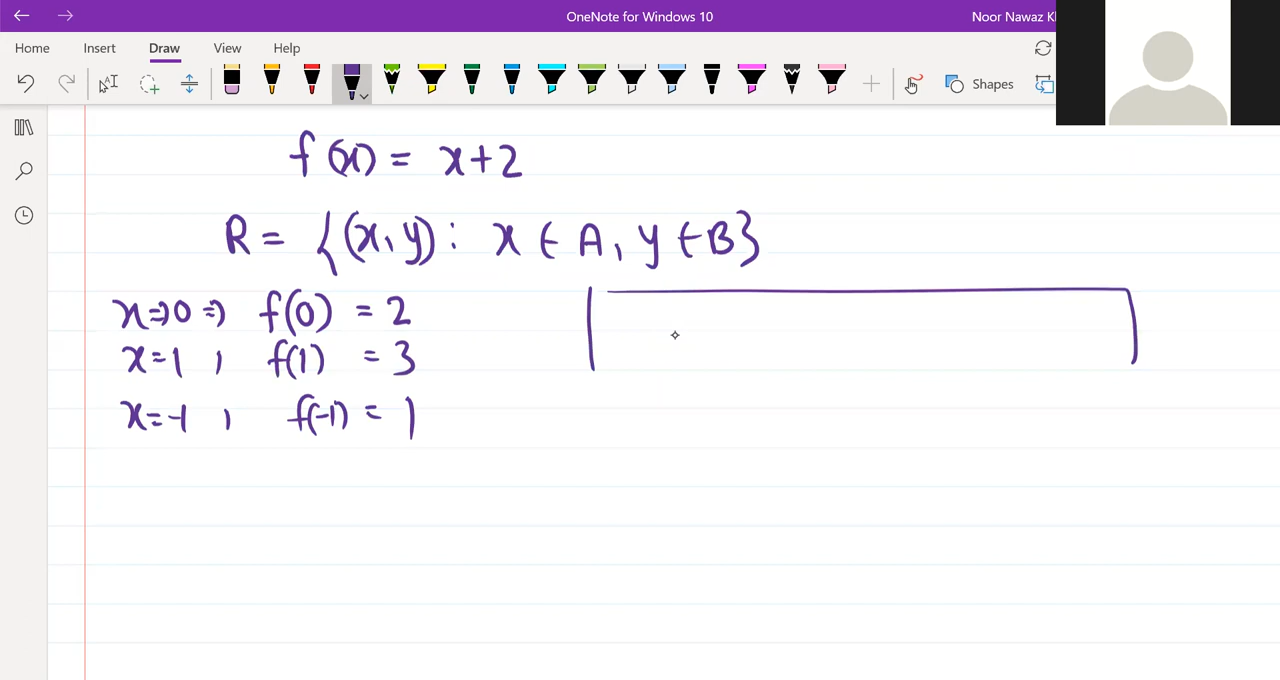 OneNote for Windows 10
Noor Nawaz Kh
Home Insert Draw View Help
Shapes
f(x) = x+2
R = {(x,y): x ∈ A, y ∈ B}
x⇒0 ⇒ f(0) = 2
x=1, f(1) = 3
x=-1, f(-1) = 1